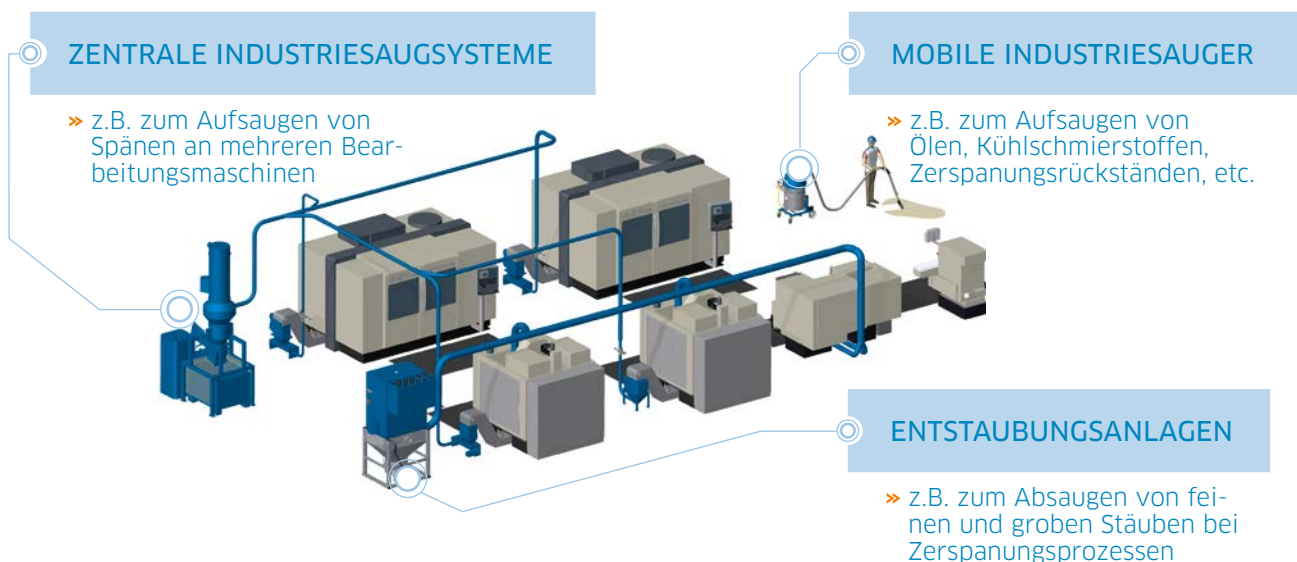 ZENTRALE INDUSTRIESAUGSYSTEME
» z.B. zum Aufsaugen von
Spänen an mehreren Bear-
beitungsmaschinen
MOBILE INDUSTRIESAUGER
» z.B. zum Aufsaugen von
Ölen, Kühlschmierstoffen,
Zerspanungsrückständen, etc.
ENTSTAUBUNGSANLAGEN
» z.B. zum Absaugen von fei-
nen und groben Stäuben bei
Zerspanungsprozessen